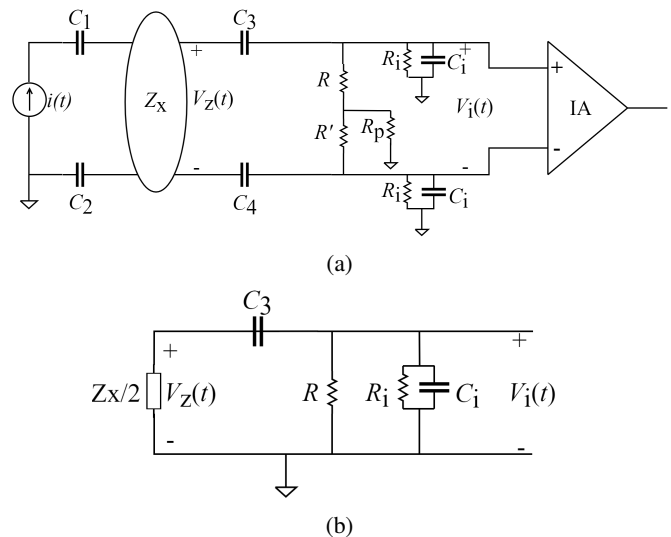 C1 C3
i(t) Zx + Vz(t) - R R' Rp Ri Ci + Vi(t) - + - IA
C2 C4 Ri Ci
(a)
C3
Zx/2 + Vz(t) - R Ri Ci + Vi(t) -
(b)